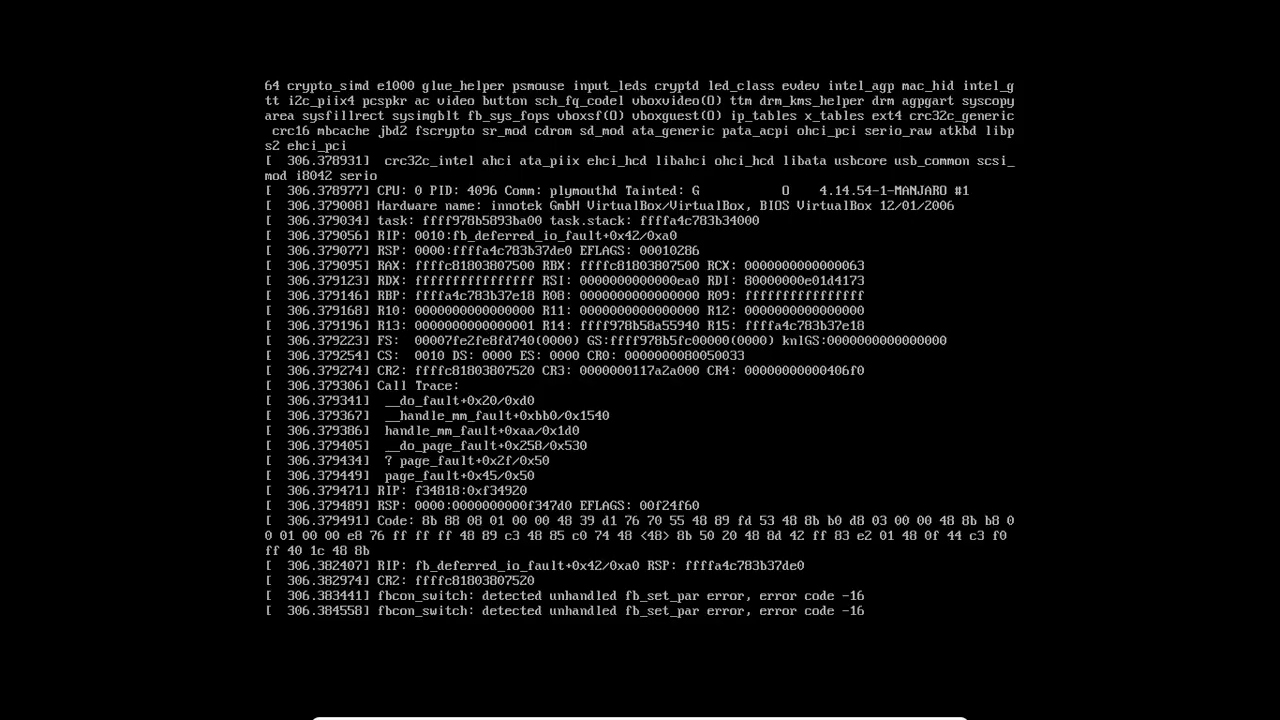 64 crypto_simd e1000 glue_helper psmouse input_leds cryptd led_class evdev intel_agp mac_hid intel_g
tt i2c_piix4 pcspkr ac video button sch_fq_codel vboxvideo(O) ttm drm_kms_helper drm agpgart syscopy
area sysfillrect sysimgblt fb_sys_fops vboxsf(O) vboxguest(O) ip_tables x_tables ext4 crc32c_generic
 crc16 mbcache jbd2 fscrypto sr_mod cdrom sd_mod ata_generic pata_acpi ohci_pci serio_raw atkbd libp
s2 ehci_pci
[  306.378931]  crc32c_intel ahci ata_piix ehci_hcd libahci ohci_hcd libata usbcore usb_common scsi_
mod i8042 serio
[  306.378977] CPU: 0 PID: 4096 Comm: plymouthd Tainted: G           O    4.14.54-1-MANJARO #1
[  306.379008] Hardware name: innotek GmbH VirtualBox/VirtualBox, BIOS VirtualBox 12/01/2006
[  306.379034] task: ffff978b5893ba00 task.stack: ffffa4c783b34000
[  306.379056] RIP: 0010:fb_deferred_io_fault+0x42/0xa0
[  306.379077] RSP: 0000:ffffa4c783b37de0 EFLAGS: 00010286
[  306.379095] RAX: ffffc81803807500 RBX: ffffc81803807500 RCX: 0000000000000063
[  306.379123] RDX: ffffffffffffffff RSI: 0000000000000ea0 RDI: 80000000e01d4173
[  306.379146] RBP: ffffa4c783b37e18 R08: 0000000000000000 R09: ffffffffffffffff
[  306.379168] R10: 0000000000000000 R11: 0000000000000000 R12: 0000000000000000
[  306.379196] R13: 0000000000000001 R14: ffff978b58a55940 R15: ffffa4c783b37e18
[  306.379223] FS:  00007fe2fe8fd740(0000) GS:ffff978b5fc00000(0000) knlGS:0000000000000000
[  306.379254] CS:  0010 DS: 0000 ES: 0000 CR0: 0000000080050033
[  306.379274] CR2: ffffc81803807520 CR3: 0000000117a2a000 CR4: 00000000000406f0
[  306.379306] Call Trace:
[  306.379341]  __do_fault+0x20/0xd0
[  306.379367]  __handle_mm_fault+0xbb0/0x1540
[  306.379386]  handle_mm_fault+0xaa/0x1d0
[  306.379405]  __do_page_fault+0x258/0x530
[  306.379434]  ? page_fault+0x2f/0x50
[  306.379449]  page_fault+0x45/0x50
[  306.379471] RIP: f34818:0xf34920
[  306.379489] RSP: 0000:0000000000f347d0 EFLAGS: 00f24f60
[  306.379491] Code: 8b 88 08 01 00 00 48 39 d1 76 70 55 48 89 fd 53 48 8b b0 d8 03 00 00 48 8b b8 0
0 01 00 00 e8 76 ff ff ff 48 89 c3 48 85 c0 74 48 <48> 8b 50 20 48 8d 42 ff 83 e2 01 48 0f 44 c3 f0
ff 40 1c 48 8b
[  306.382407] RIP: fb_deferred_io_fault+0x42/0xa0 RSP: ffffa4c783b37de0
[  306.382974] CR2: ffffc81803807520
[  306.383441] fbcon_switch: detected unhandled fb_set_par error, error code -16
[  306.384558] fbcon_switch: detected unhandled fb_set_par error, error code -16